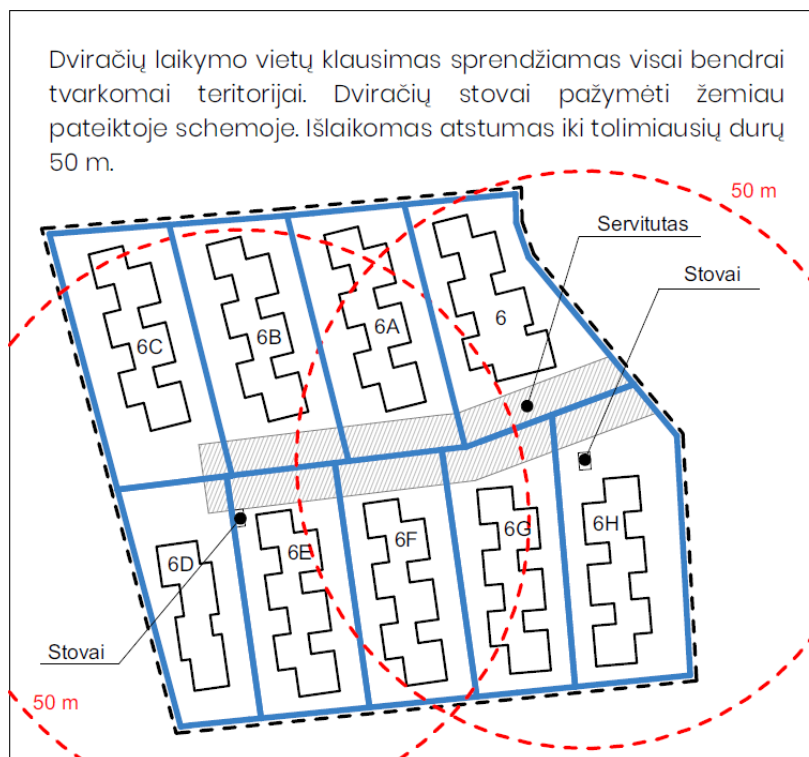 Dviračių laikymo vietų klausimas sprendžiamas visai bendrai
tvarkomai teritorijai. Dviračių stovai pažymėti žemiau
pateiktoje schemoje. Išlaikomas atstumas iki tolimiausių durų
50 m.
50 m
Servitutas
Stovai
6
6A
6B
6C
6H
6G
6F
6E
6D
Stovai
50 m